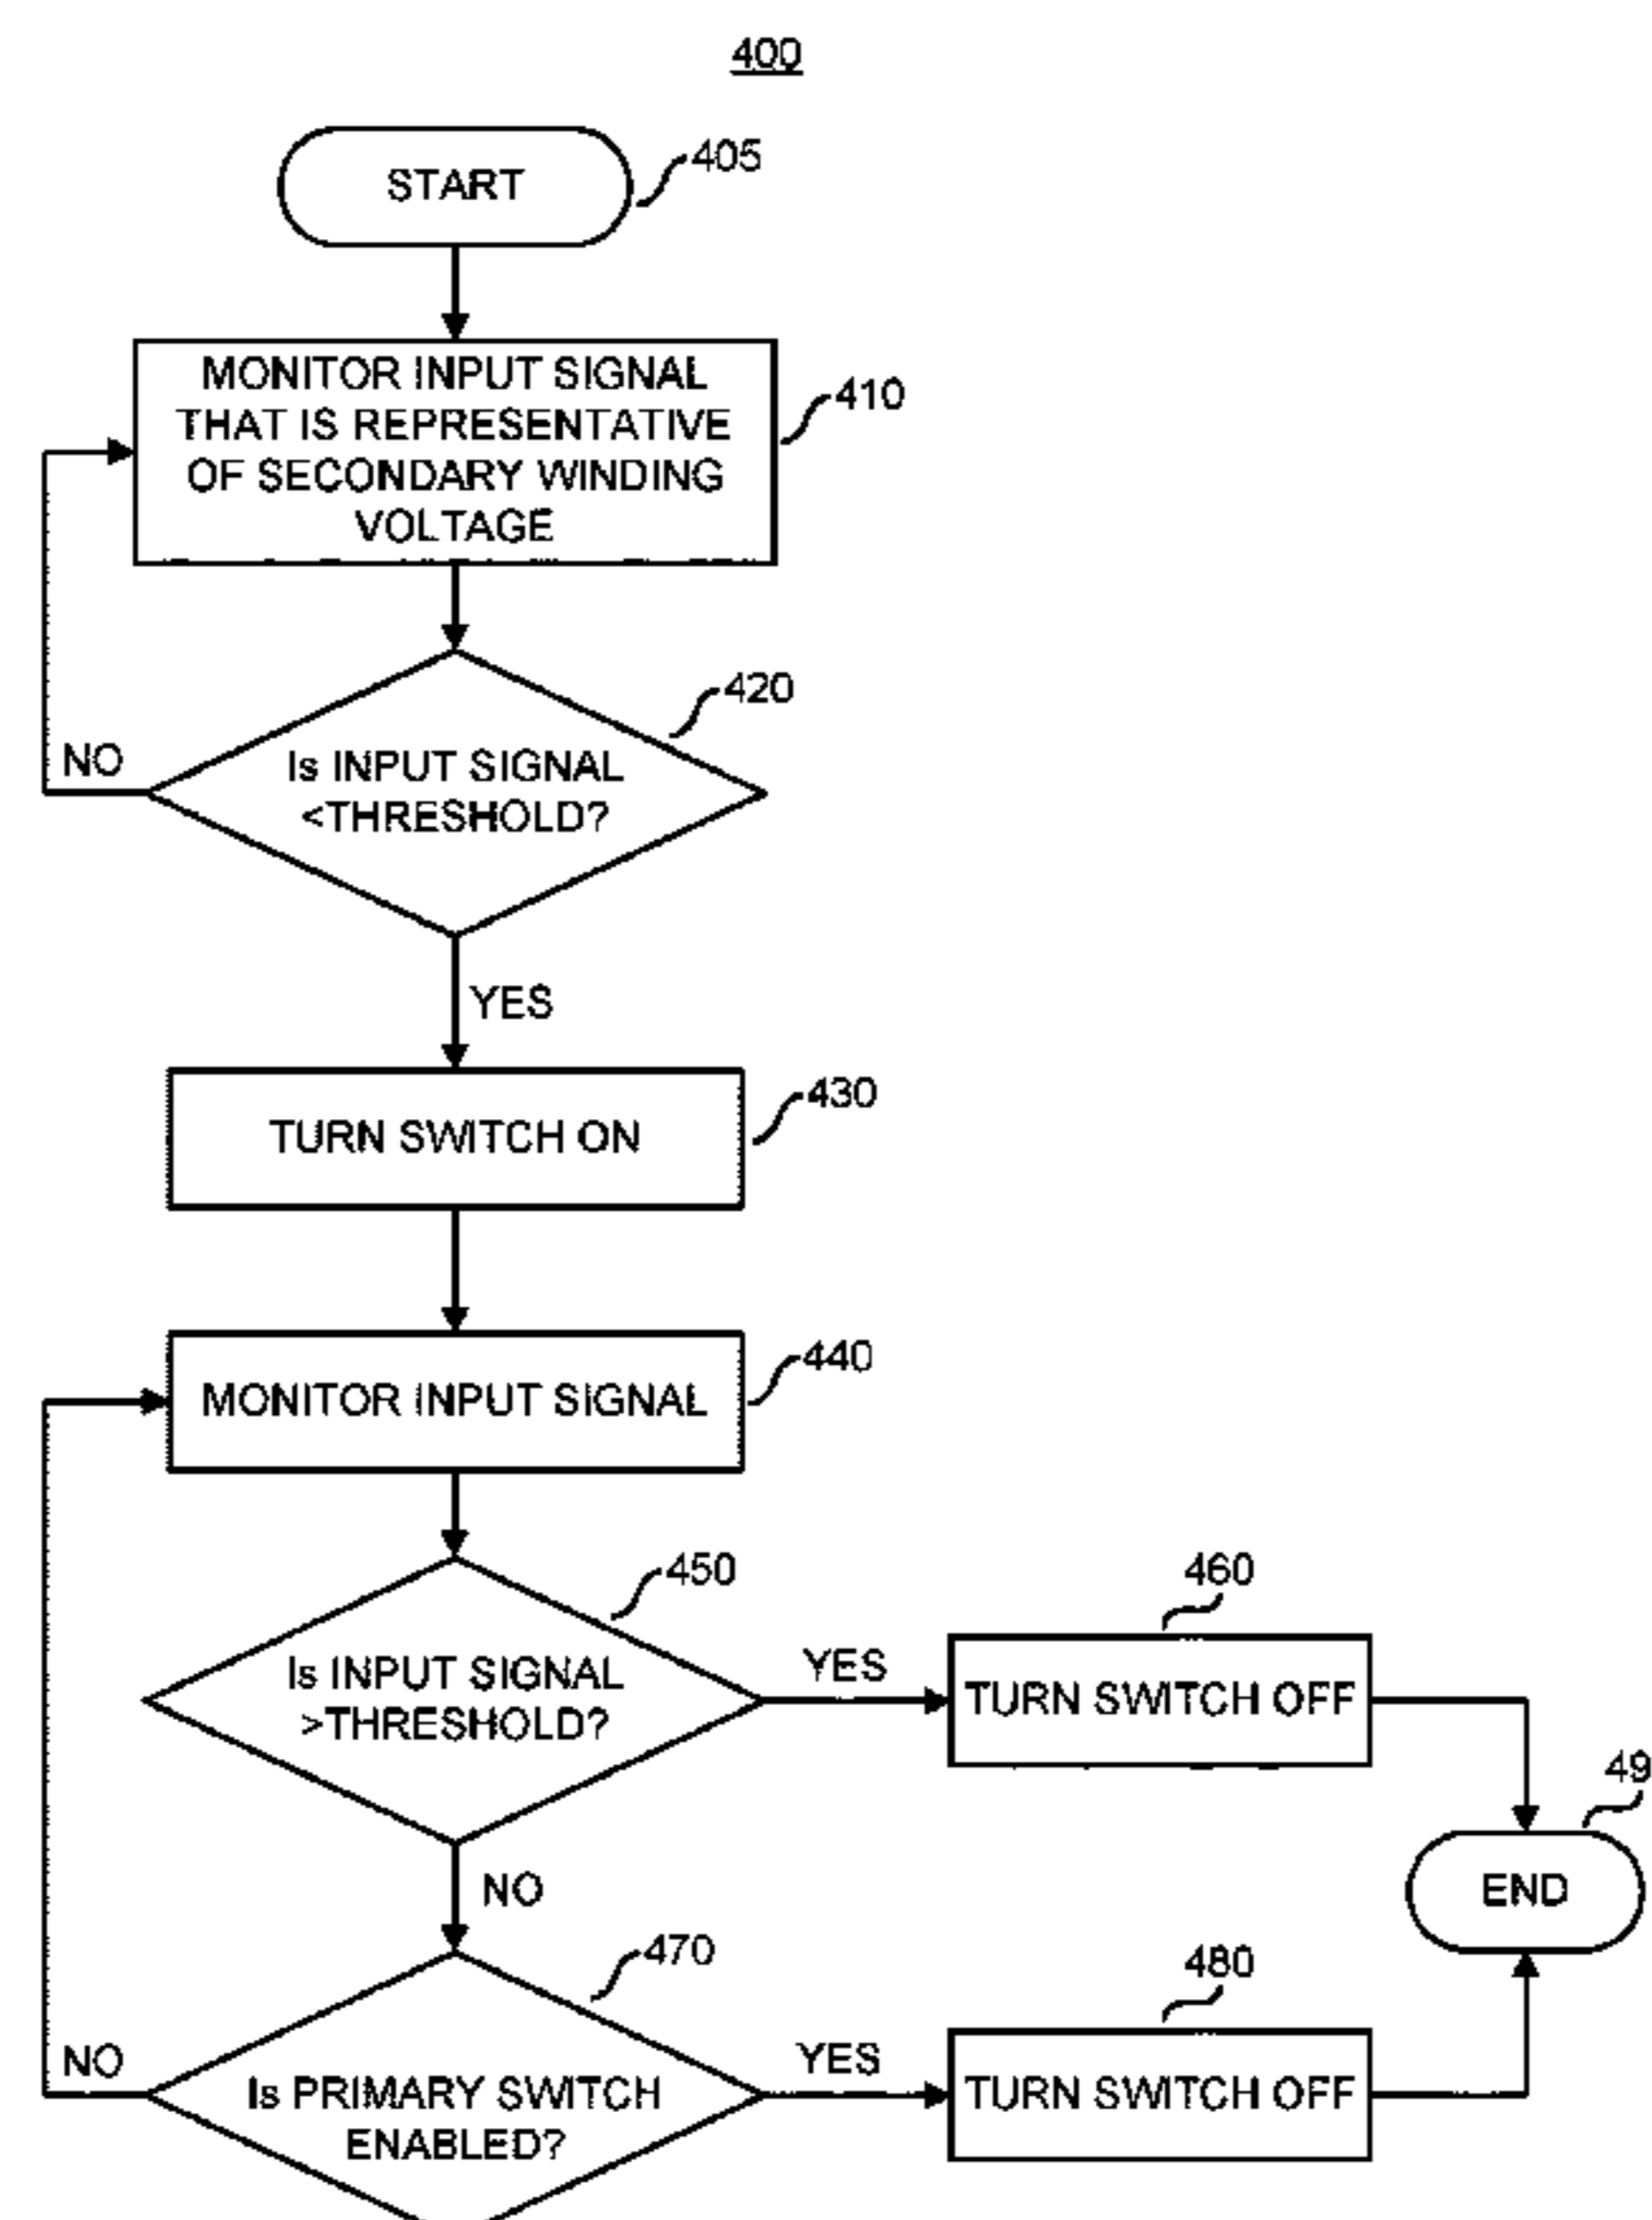 400
START
405
MONITOR INPUT SIGNAL
THAT IS REPRESENTATIVE
OF SECONDARY WINDING
VOLTAGE
410
420
Is INPUT SIGNAL
<THRESHOLD?
NO
YES
TURN SWITCH ON
430
MONITOR INPUT SIGNAL
440
450
Is INPUT SIGNAL
>THRESHOLD?
YES
460
TURN SWITCH OFF
49
END
NO
470
Is PRIMARY SWITCH
ENABLED?
NO
YES
480
TURN SWITCH OFF